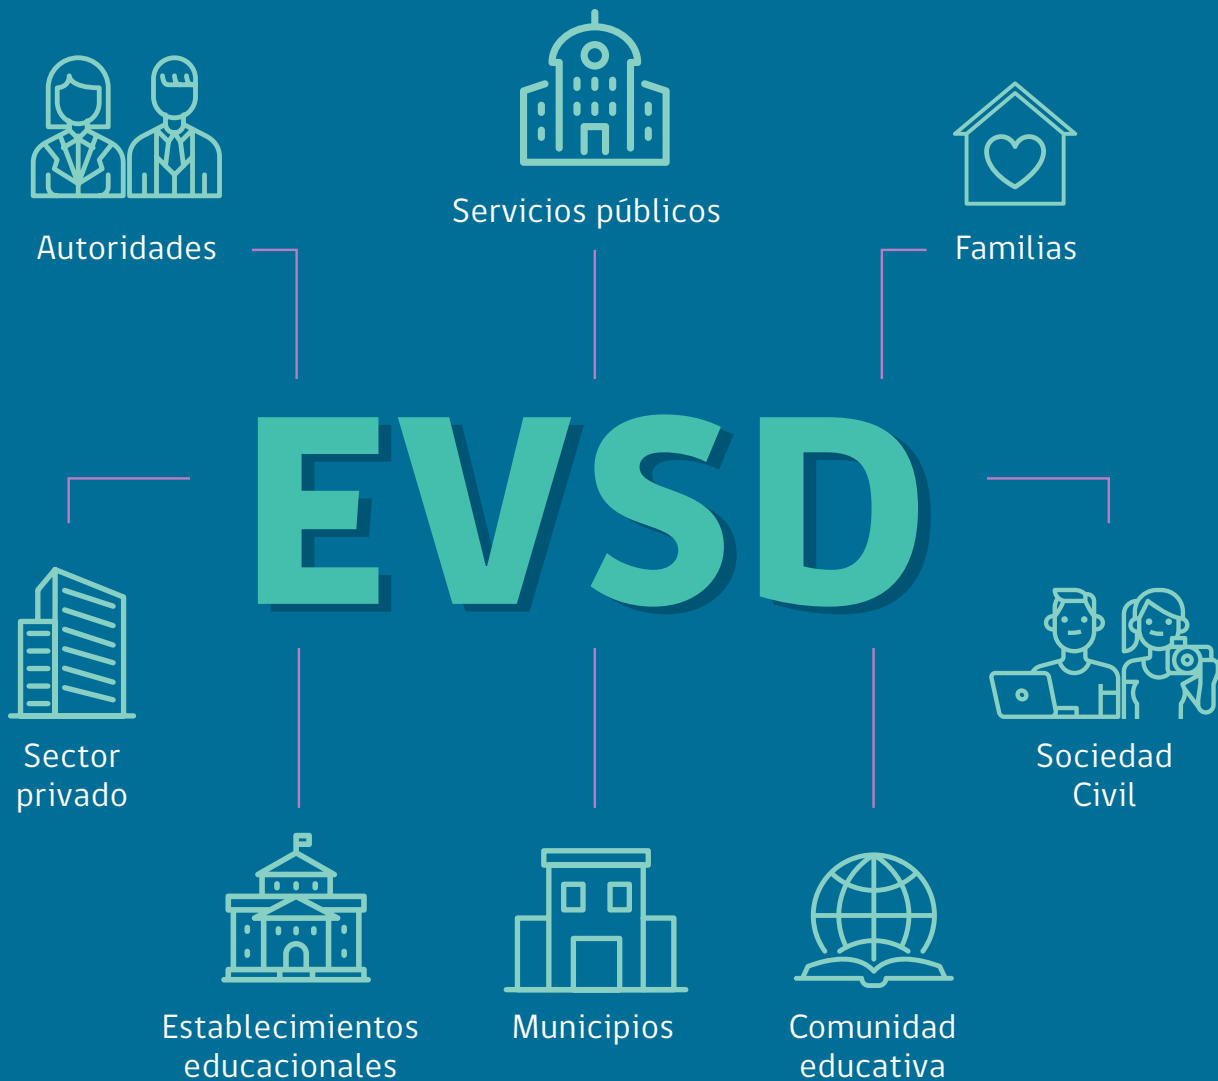 Servicios públicos
Autoridades
Familias
EVSD
Sector
privado
Sociedad
Civil
Establecimientos
educacionales
Municipios
Comunidad
educativa